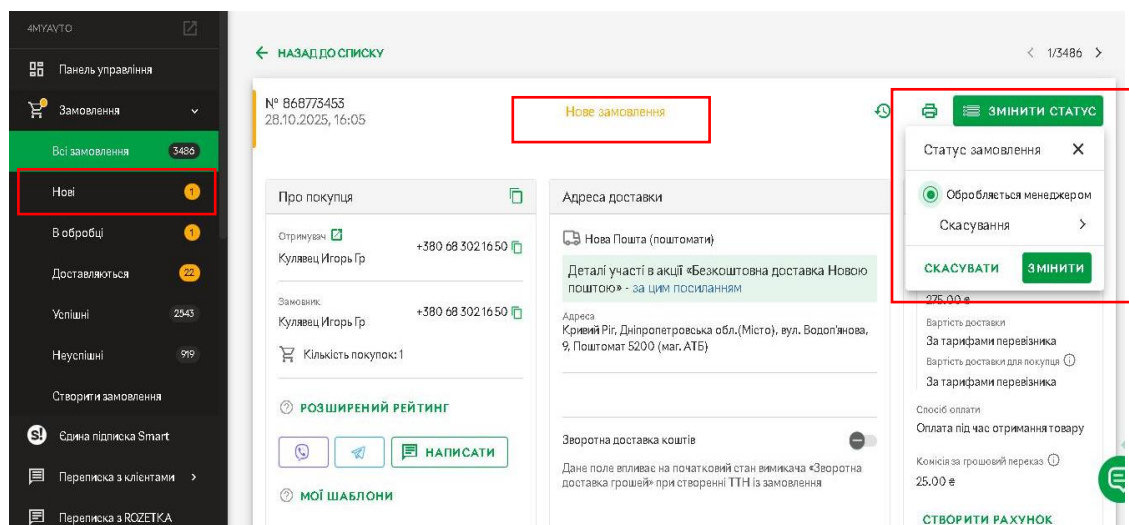 4MYAVTO
Панель управління
Замовлення
Всі замовлення 3486
Нові 1
В обробці 1
Доставляються 22
Успішні 2543
Неуспішні 919
Створити замовлення
Єдина підписка Smart
Переписка з клієнтами
Переписка з ROZETKA
НАЗАД ДО СПИСКУ
1/3486
№ 868773453
28.10.2025, 16:05
Нове замовлення
ЗМІНИТИ СТАТУС
Статус замовлення
Обробляється менеджером
Скасування
СКАСУВАТИ ЗМІНИТИ
Про покупця
Отримувач
Кулявец Игорь Гр
+380 68 302 16 50
Замовник
Кулявец Игорь Гр
+380 68 302 16 50
Кількість покупок: 1
РОЗШИРЕНИЙ РЕЙТИНГ
НАПИСАТИ
МОЇ ШАБЛОНИ
Адреса доставки
Нова Пошта (поштомати)
Деталі участі в акції «Безкоштовна доставка Новою
поштою» - за цим посиланням
Адреса
Кривий Ріг, Дніпропетровська обл.(Місто), вул. Водоп'янова,
9, Поштомат 5200 (маг. АТБ)
Зворотна доставка коштів
Дане поле впливає на початковий стан вимикача «Зворотна
доставка грошей» при створенні ТТН із замовлення
275.00 ₴
Вартість доставки
За тарифами перевізника
Вартість доставки для покупця
За тарифами перевізника
Спосіб оплати
Оплата під час отримання товару
Комісія за грошовий переказ
25.00 ₴
СТВОРИТИ РАХУНОК